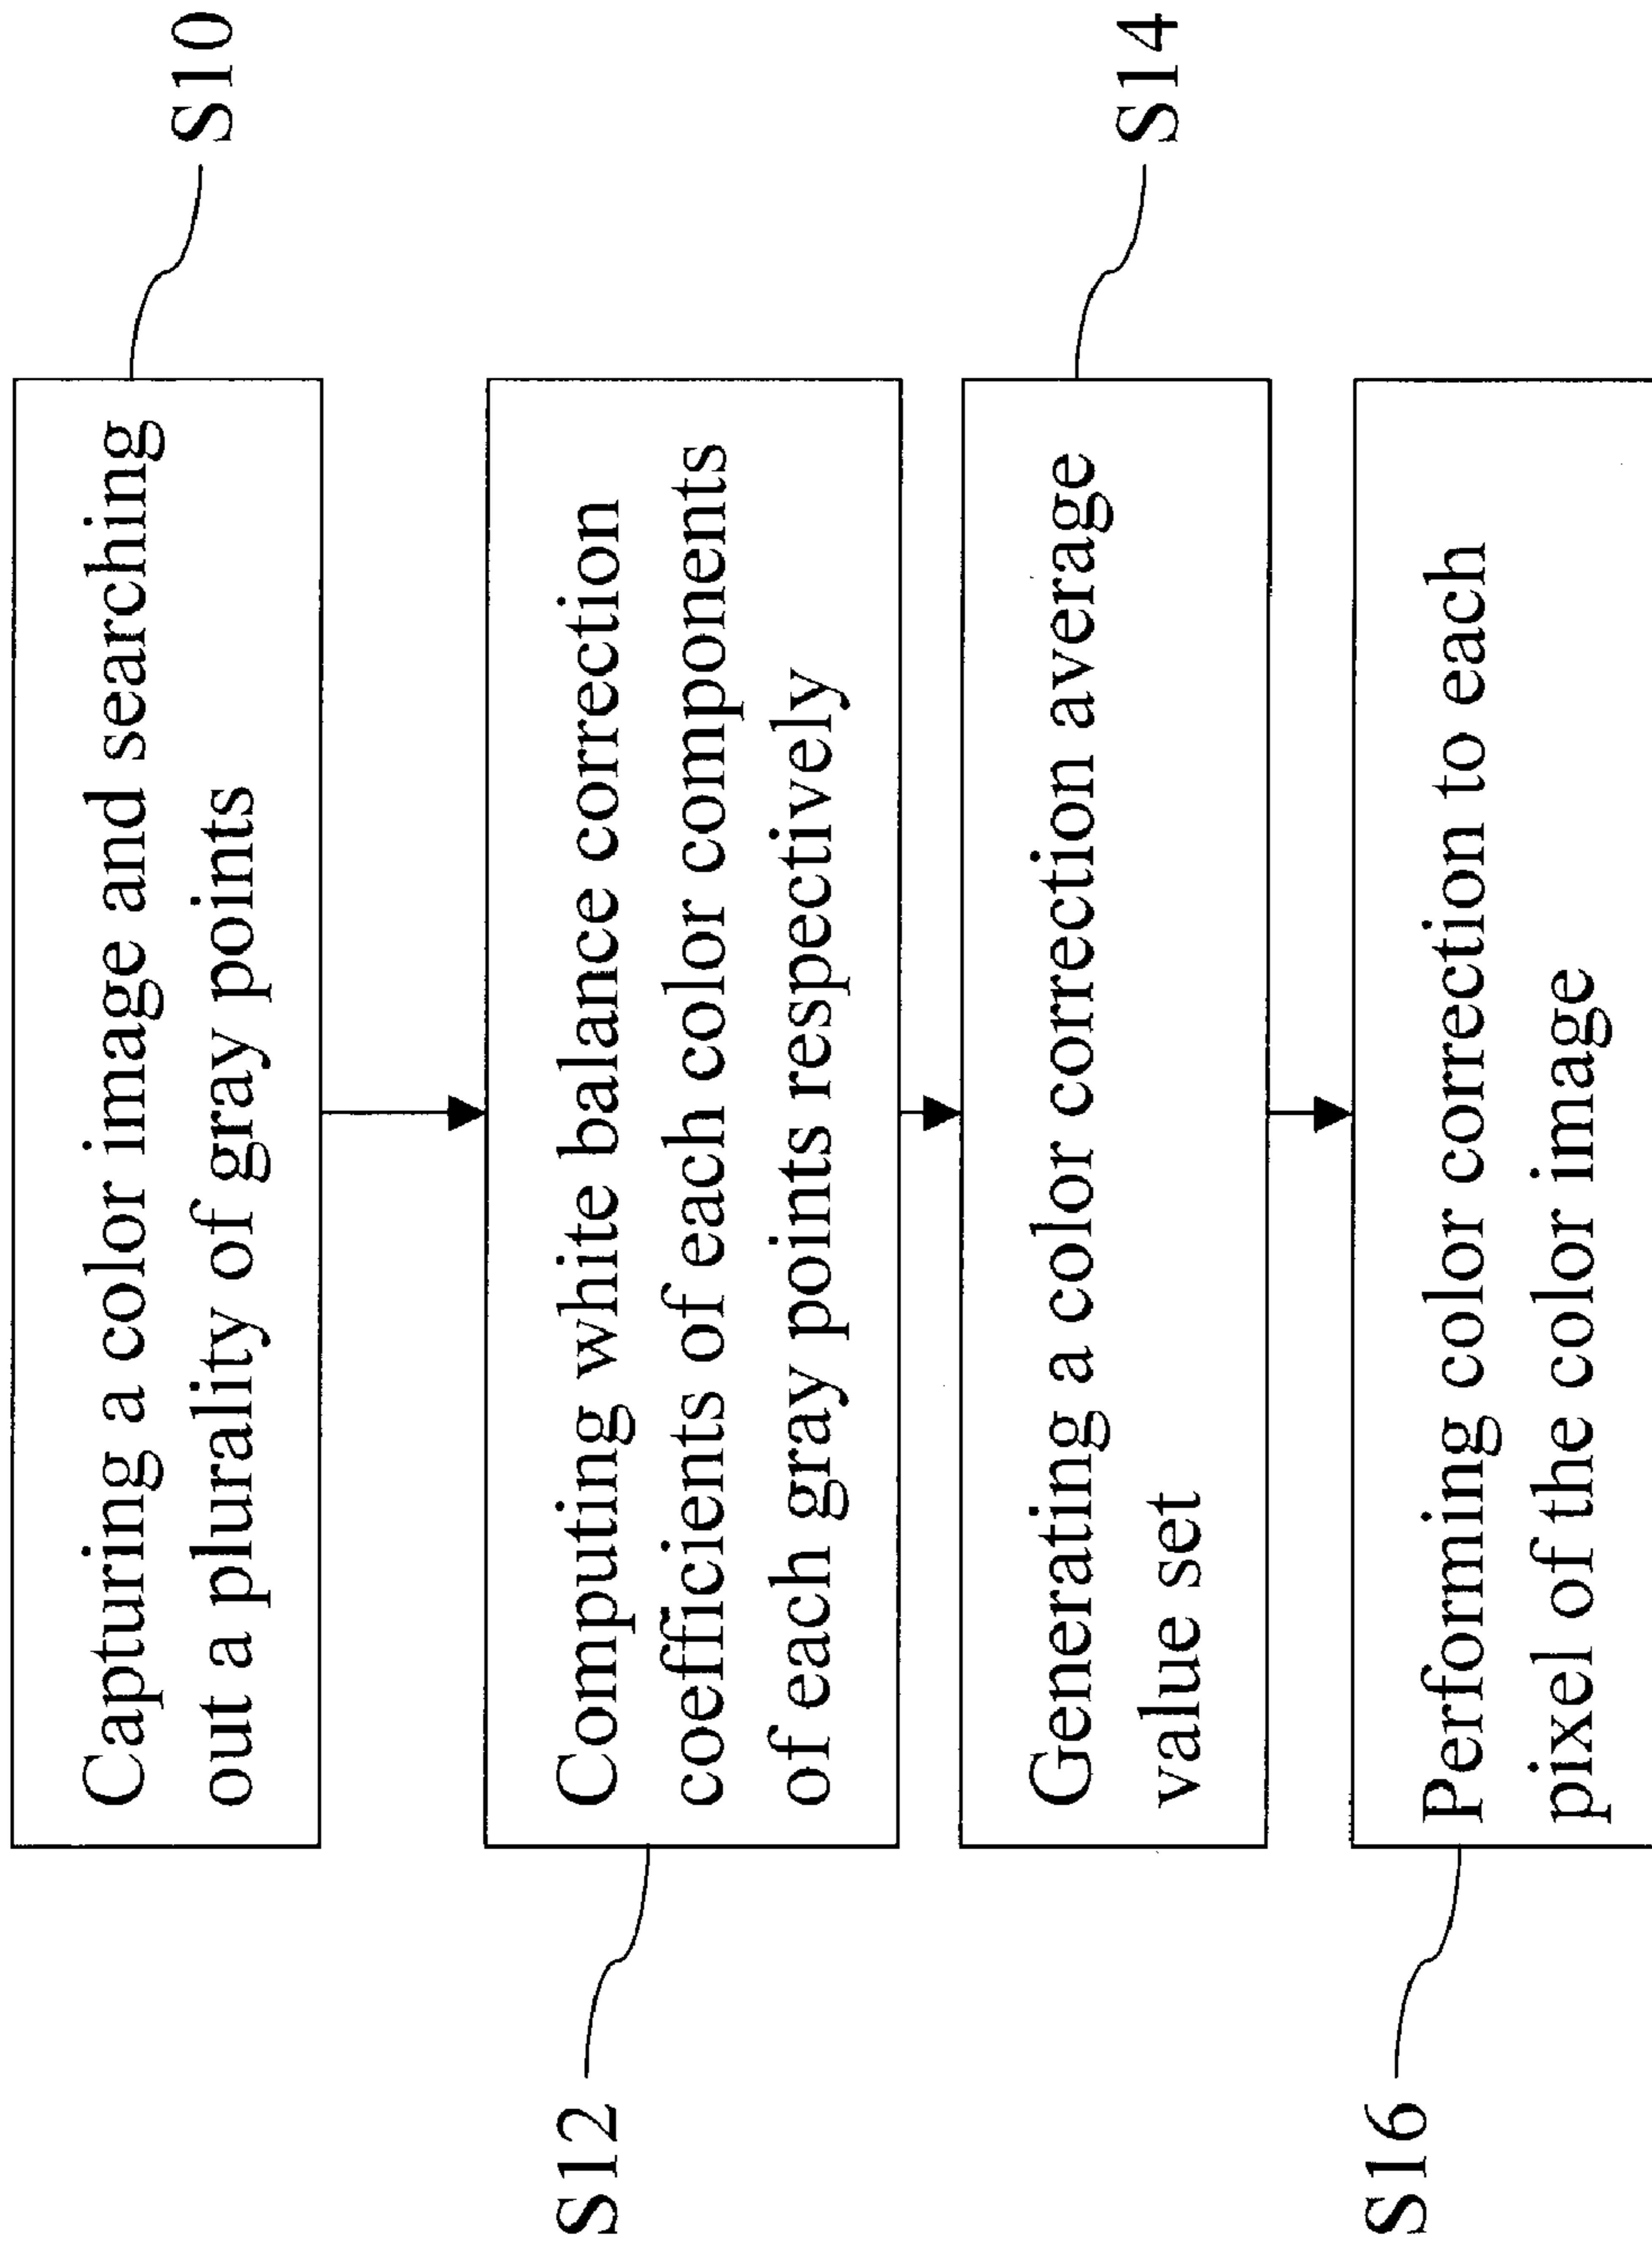 Capturing a color image and searching
out a plurality of gray points
S10
Computing white balance correction
coefficients of each color components
of each gray points respectively
S12
Generating a color correction average
value set
S14
Performing color correction to each
pixel of the color image
S16